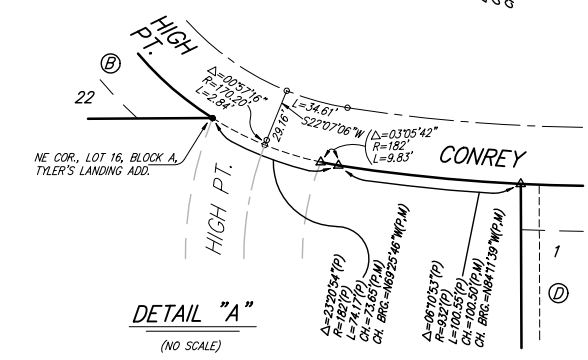 HIGH
PT.
B
22
Δ=00°57'16"
R=170.20'
L=2.84'
L=34.61'
S22°07'06"W
29.16'
Δ=03°05'42"
R=182'
L=9.83'
CONREY
NE COR., LOT 16, BLOCK A,
TYLER'S LANDING ADD.
HIGH PT.
Δ=23°20'54"(P)
R=182'(P)
L=74.17(P)
CH.=73.65'(P,M)
CH. BRG.=N69°25'46"W(P,M)
Δ=06°10'53"(P)
R=932'(P)
L=100.55'(P)
CH.=100.50'(P,M)
CH. BRG.=N84°11'39"W(P,M)
1
D
DETAIL "A"
(NO SCALE)